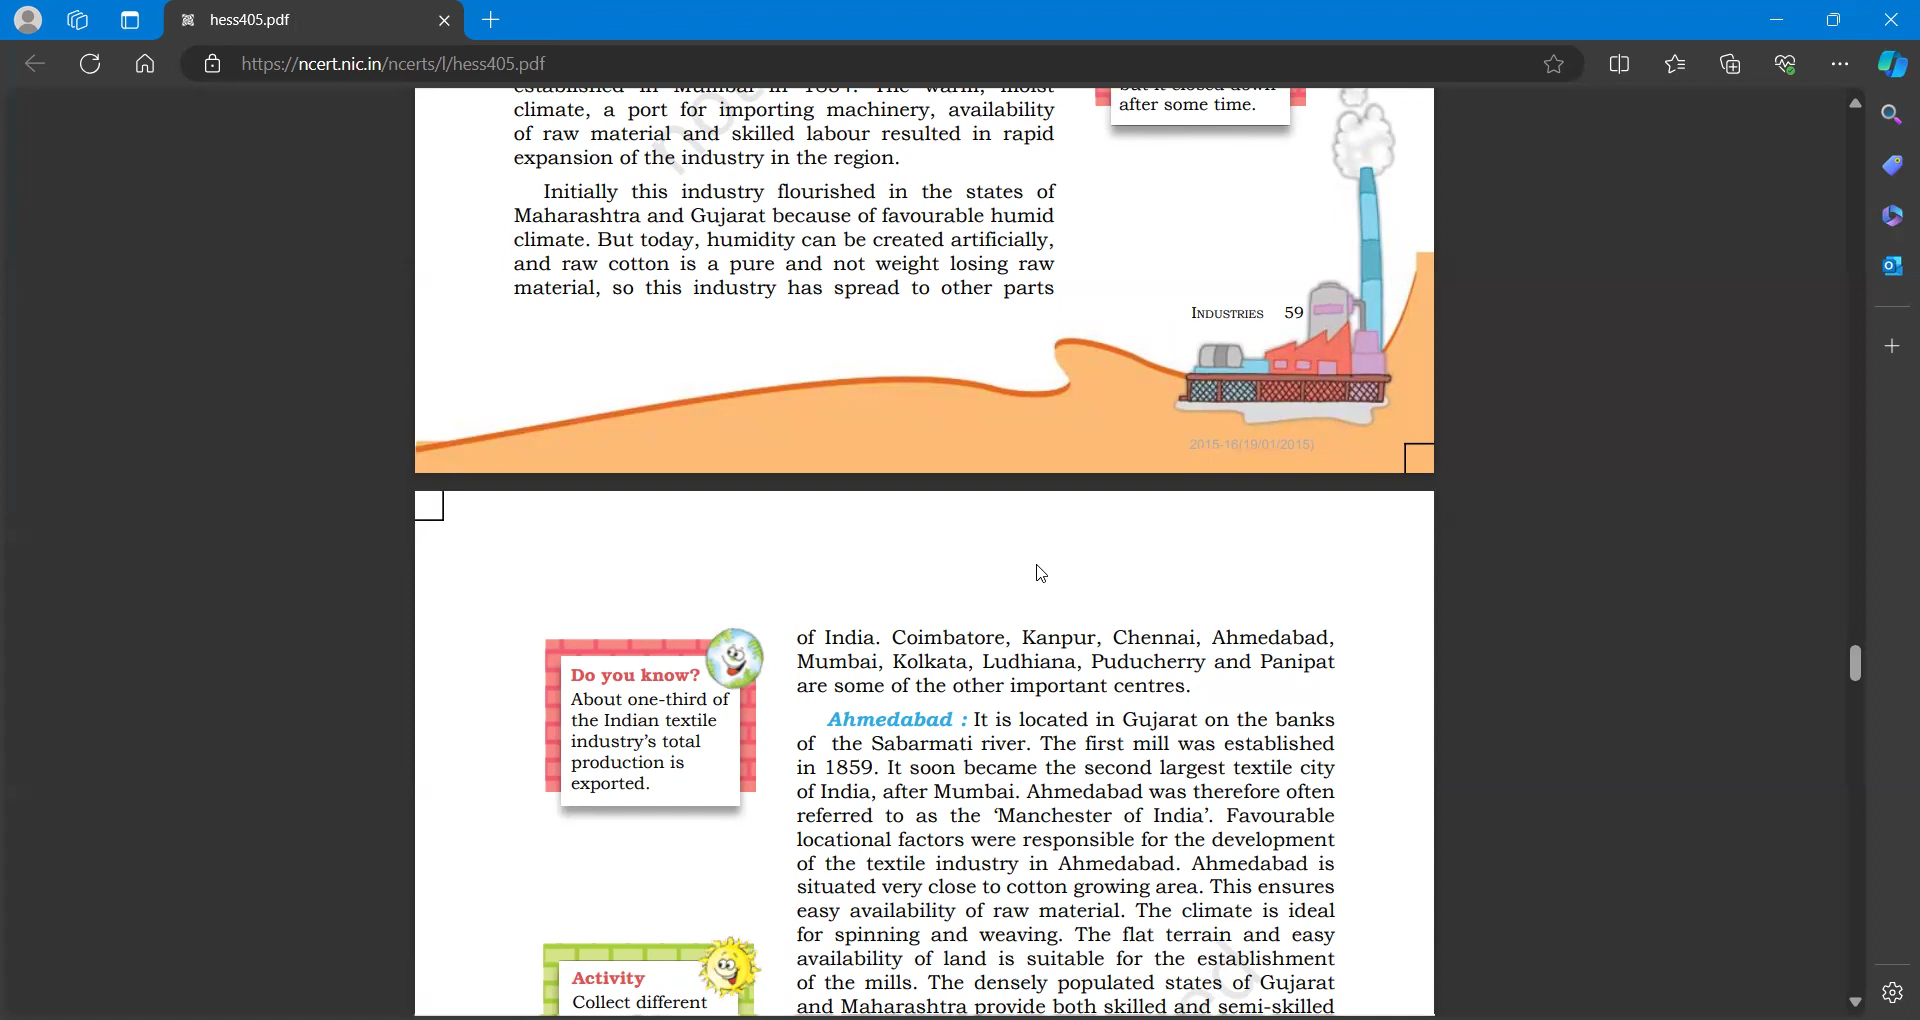 hess405.pdf
https://ncert.nic.in/ncerts/l/hess405.pdf
climate, a port for importing machinery, availability
of raw material and skilled labour resulted in rapid
expansion of the industry in the region.
Initially this industry flourished in the states of
Maharashtra and Gujarat because of favourable humid
climate. But today, humidity can be created artificially,
and raw cotton is a pure and not weight losing raw
material, so this industry has spread to other parts
after some time.
INDUSTRIES 59
2015-16(19/01/2015)
Do you know?
About one-third of
the Indian textile
industry's total
production is
exported.
Activity
Collect different
of India. Coimbatore, Kanpur, Chennai, Ahmedabad,
Mumbai, Kolkata, Ludhiana, Puducherry and Panipat
are some of the other important centres.
Ahmedabad : It is located in Gujarat on the banks
of the Sabarmati river. The first mill was established
in 1859. It soon became the second largest textile city
of India, after Mumbai. Ahmedabad was therefore often
referred to as the ‘Manchester of India’. Favourable
locational factors were responsible for the development
of the textile industry in Ahmedabad. Ahmedabad is
situated very close to cotton growing area. This ensures
easy availability of raw material. The climate is ideal
for spinning and weaving. The flat terrain and easy
availability of land is suitable for the establishment
of the mills. The densely populated states of Gujarat
and Maharashtra provide both skilled and semi-skilled